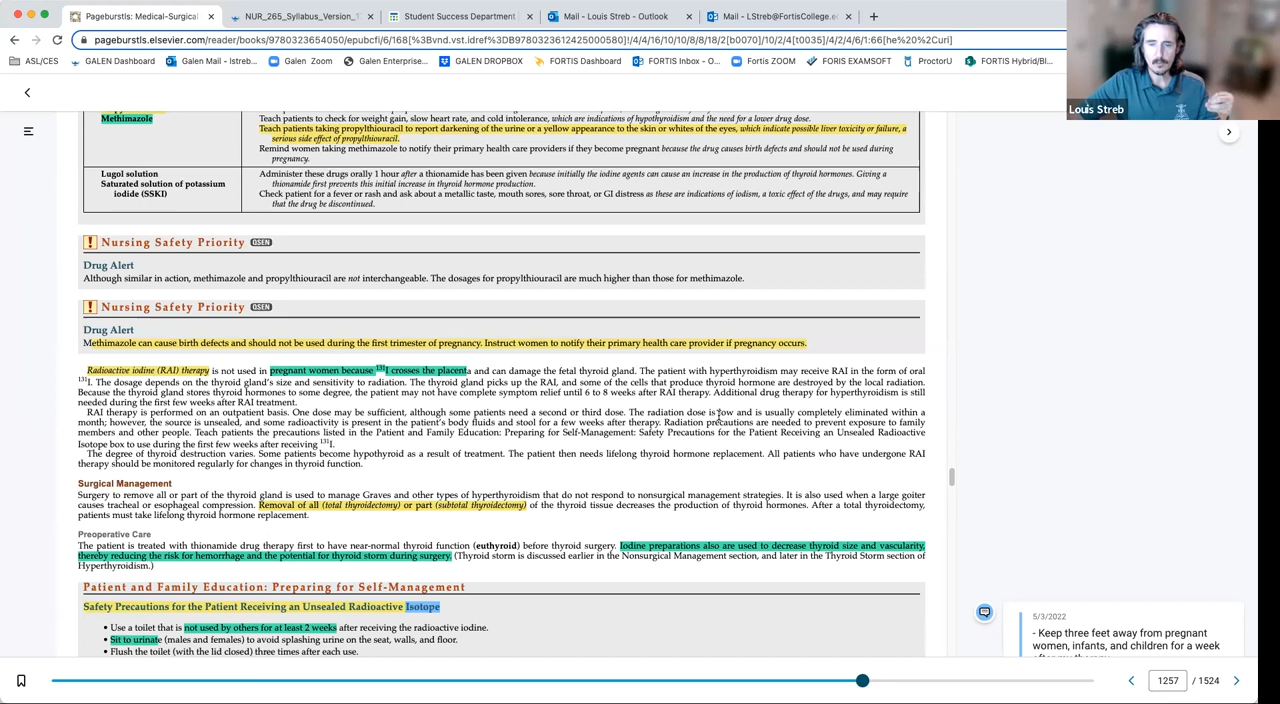 Pageburstls: Medical-Surgical
NUR_265_Syllabus_Version_
Student Success Department
Mail - Louis Streb - Outlook
Mail - LStreb@FortisCollege.e
pageburstls.elsevier.com/reader/books/9780323654050/epubcfi/6/168[%3Bvnd.vst.idref%3DB9780323612425000580]!/4/4/16/10/10/8/8/18/2[b0070]/10/2/4[t0035]/4/2/4/6/1:66[he%20%2Curi]
ASL/CES
GALEN Dashboard
Galen Mail - lstreb...
Galen Zoom
Galen Enterprise...
GALEN DROPBOX
FORTIS Dashboard
FORTIS Inbox - O...
Fortis ZOOM
FORIS EXAMSOFT
ProctorU
FORTIS Hybrid/Bl...
Louis Streb
Methimazole
Teach patients to check for weight gain, slow heart rate, and cold intolerance, which are indications of hypothyroidism and the need for a lower drug dose.
Teach patients taking propylthiouracil to report darkening of the urine or a yellow appearance to the skin or whites of the eyes, which indicate possible liver toxicity or failure, a
serious side effect of propylthiouracil.
Remind women taking methimazole to notify their primary health care providers if they become pregnant because the drug causes birth defects and should not be used during
pregnancy.
Lugol solution
Saturated solution of potassium
iodide (SSKI)
Administer these drugs orally 1 hour after a thionamide has been given because initially the iodine agents can cause an increase in the production of thyroid hormones. Giving a
thionamide first prevents this initial increase in thyroid hormone production.
Check patient for a fever or rash and ask about a metallic taste, mouth sores, sore throat, or GI distress as these are indications of iodism, a toxic effect of the drugs, and may require
that the drug be discontinued.
! Nursing Safety Priority QSEN
Drug Alert
Although similar in action, methimazole and propylthiouracil are not interchangeable. The dosages for propylthiouracil are much higher than those for methimazole.
! Nursing Safety Priority QSEN
Drug Alert
Methimazole can cause birth defects and should not be used during the first trimester of pregnancy. Instruct women to notify their primary health care provider if pregnancy occurs.
Radioactive iodine (RAI) therapy is not used in pregnant women because 131I crosses the placenta and can damage the fetal thyroid gland. The patient with hyperthyroidism may receive RAI in the form of oral
131I. The dosage depends on the thyroid gland's size and sensitivity to radiation. The thyroid gland picks up the RAI, and some of the cells that produce thyroid hormone are destroyed by the local radiation.
Because the thyroid gland stores thyroid hormones to some degree, the patient may not have complete symptom relief until 6 to 8 weeks after RAI therapy. Additional drug therapy for hyperthyroidism is still
needed during the first few weeks after RAI treatment.
RAI therapy is performed on an outpatient basis. One dose may be sufficient, although some patients need a second or third dose. The radiation dose is low and is usually completely eliminated within a
month; however, the source is unsealed, and some radioactivity is present in the patient's body fluids and stool for a few weeks after therapy. Radiation precautions are needed to prevent exposure to family
members and other people. Teach patients the precautions listed in the Patient and Family Education: Preparing for Self-Management: Safety Precautions for the Patient Receiving an Unsealed Radioactive
Isotope box to use during the first few weeks after receiving 131I.
The degree of thyroid destruction varies. Some patients become hypothyroid as a result of treatment. The patient then needs lifelong thyroid hormone replacement. All patients who have undergone RAI
therapy should be monitored regularly for changes in thyroid function.
Surgical Management
Surgery to remove all or part of the thyroid gland is used to manage Graves and other types of hyperthyroidism that do not respond to nonsurgical management strategies. It is also used when a large goiter
causes tracheal or esophageal compression. Removal of all (total thyroidectomy) or part (subtotal thyroidectomy) of the thyroid tissue decreases the production of thyroid hormones. After a total thyroidectomy,
patients must take lifelong thyroid hormone replacement.
Preoperative Care
The patient is treated with thionamide drug therapy first to have near-normal thyroid function (euthyroid) before thyroid surgery. Iodine preparations also are used to decrease thyroid size and vascularity,
thereby reducing the risk for hemorrhage and the potential for thyroid storm during surgery. (Thyroid storm is discussed earlier in the Nonsurgical Management section, and later in the Thyroid Storm section of
Hyperthyroidism.)
Patient and Family Education: Preparing for Self-Management
Safety Precautions for the Patient Receiving an Unsealed Radioactive Isotope
• Use a toilet that is not used by others for at least 2 weeks after receiving the radioactive iodine.
• Sit to urinate (males and females) to avoid splashing urine on the seat, walls, and floor.
• Flush the toilet (with the lid closed) three times after each use.
5/3/2022
- Keep three feet away from pregnant
women, infants, and children for a week
1257 / 1524